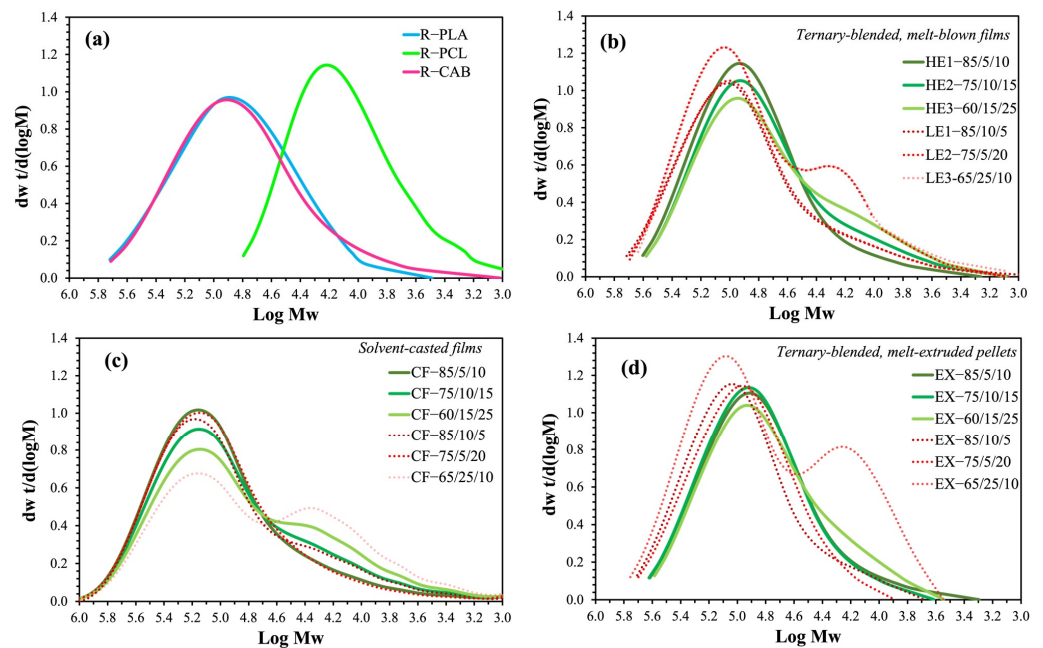 (a)
R−PLA
R−PCL
R−CAB
1.4
1.2
1.0
0.8
0.6
0.4
0.2
0.0
dw t/d(logM)
6.0 5.8 5.6 5.4 5.2 5.0 4.8 4.6 4.4 4.2 4.0 3.8 3.6 3.4 3.2 3.0
Log Mw
(b)
Ternary-blended, melt-blown films
HE1−85/5/10
HE2−75/10/15
HE3−60/15/25
LE1−85/10/5
LE2−75/5/20
LE3-65/25/10
1.4
1.2
1.0
0.8
0.6
0.4
0.2
0.0
dw t/d(logM)
6.0 5.8 5.6 5.4 5.2 5.0 4.8 4.6 4.4 4.2 4.0 3.8 3.6 3.4 3.2 3.0
Log Mw
(c)
Solvent-casted films
CF−85/5/10
CF−75/10/15
CF−60/15/25
CF−85/10/5
CF−75/5/20
CF−65/25/10
1.4
1.2
1.0
0.8
0.6
0.4
0.2
0.0
dw t/d(logM)
6.0 5.8 5.6 5.4 5.2 5.0 4.8 4.6 4.4 4.2 4.0 3.8 3.6 3.4 3.2 3.0
Log Mw
(d)
Ternary-blended, melt-extruded pellets
EX−85/5/10
EX−75/10/15
EX−60/15/25
EX−85/10/5
EX−75/5/20
EX−65/25/10
1.4
1.2
1.0
0.8
0.6
0.4
0.2
0.0
dw t/d(logM)
6.0 5.8 5.6 5.4 5.2 5.0 4.8 4.6 4.4 4.2 4.0 3.8 3.6 3.4 3.2 3.0
Log Mw